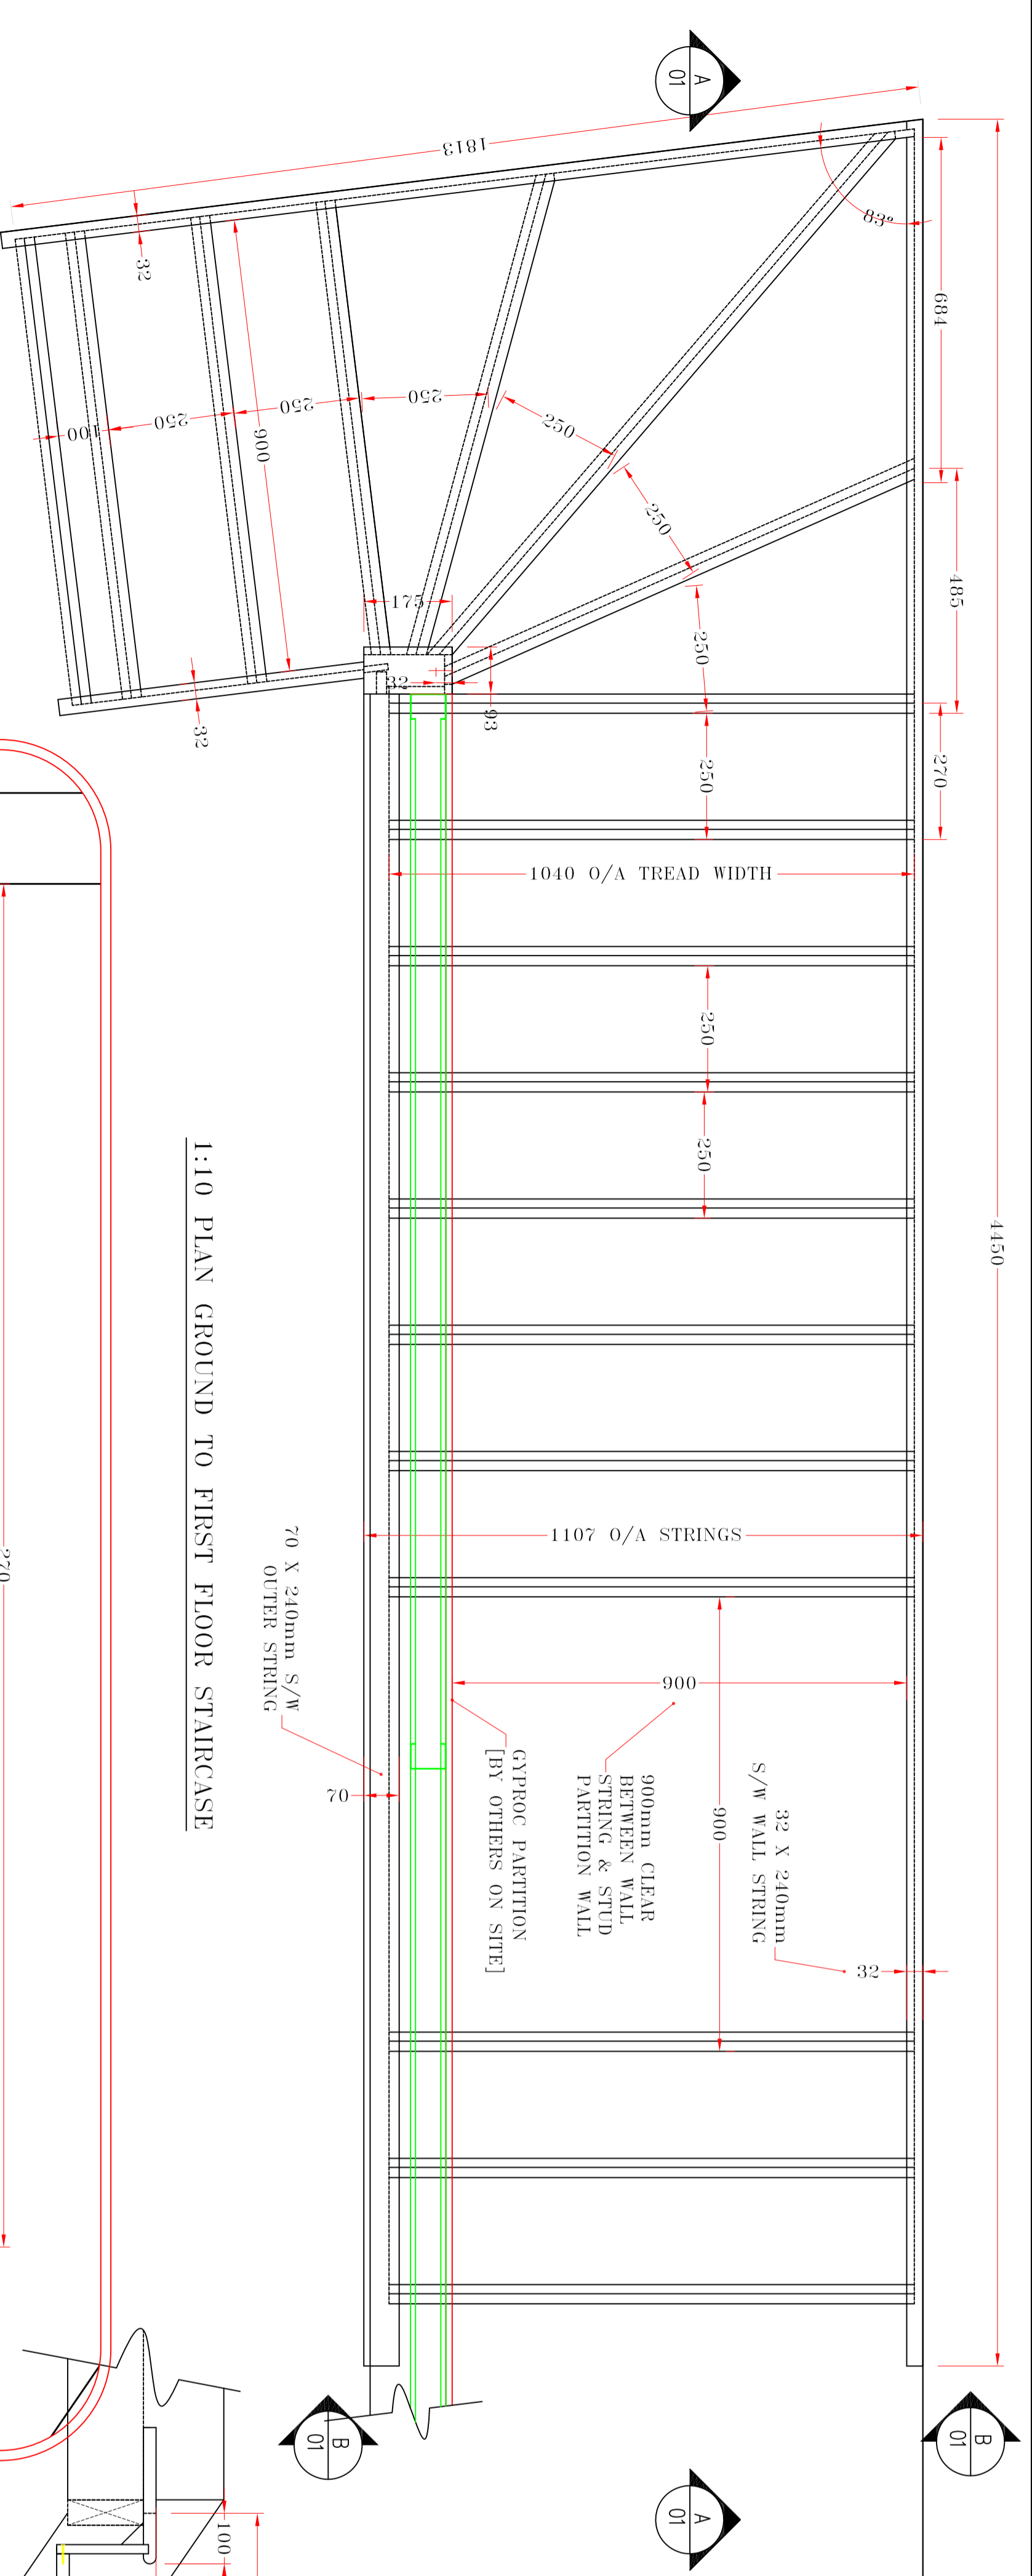 A
01
1813
83°
684
32
250
250
250
250
900
100
250
485
175
250
32
93
32
250
270
1040 O/A TREAD WIDTH
250
250
4450
1:10 PLAN GROUND TO FIRST FLOOR STAIRCASE
1107 O/A STRINGS
70 X 240mm S/W
OUTER STRING
900
70
GYPROC PARTITION
[BY OTHERS ON SITE]
900mm CLEAR
BETWEEN WALL
STRING & STUD
PARTITION WALL
900
32 X 240mm
S/W WALL STRING
32
270
B
01
B
01
A
01
100